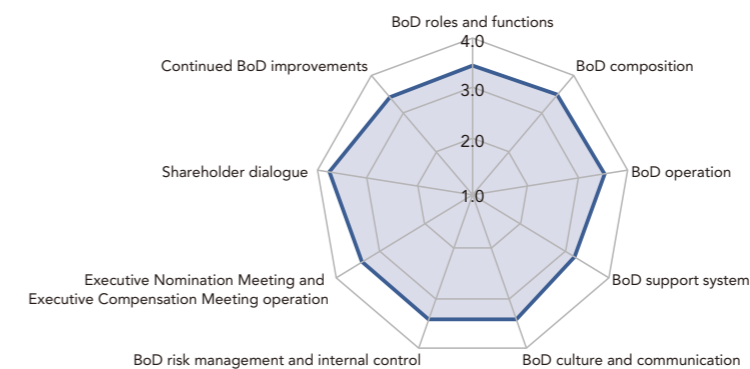 BoD roles and functions
4.0
Continued BoD improvements
BoD composition
3.0
2.0
Shareholder dialogue
BoD operation
1.0
Executive Nomination Meeting and
Executive Compensation Meeting operation
BoD support system
BoD risk management and internal control
BoD culture and communication